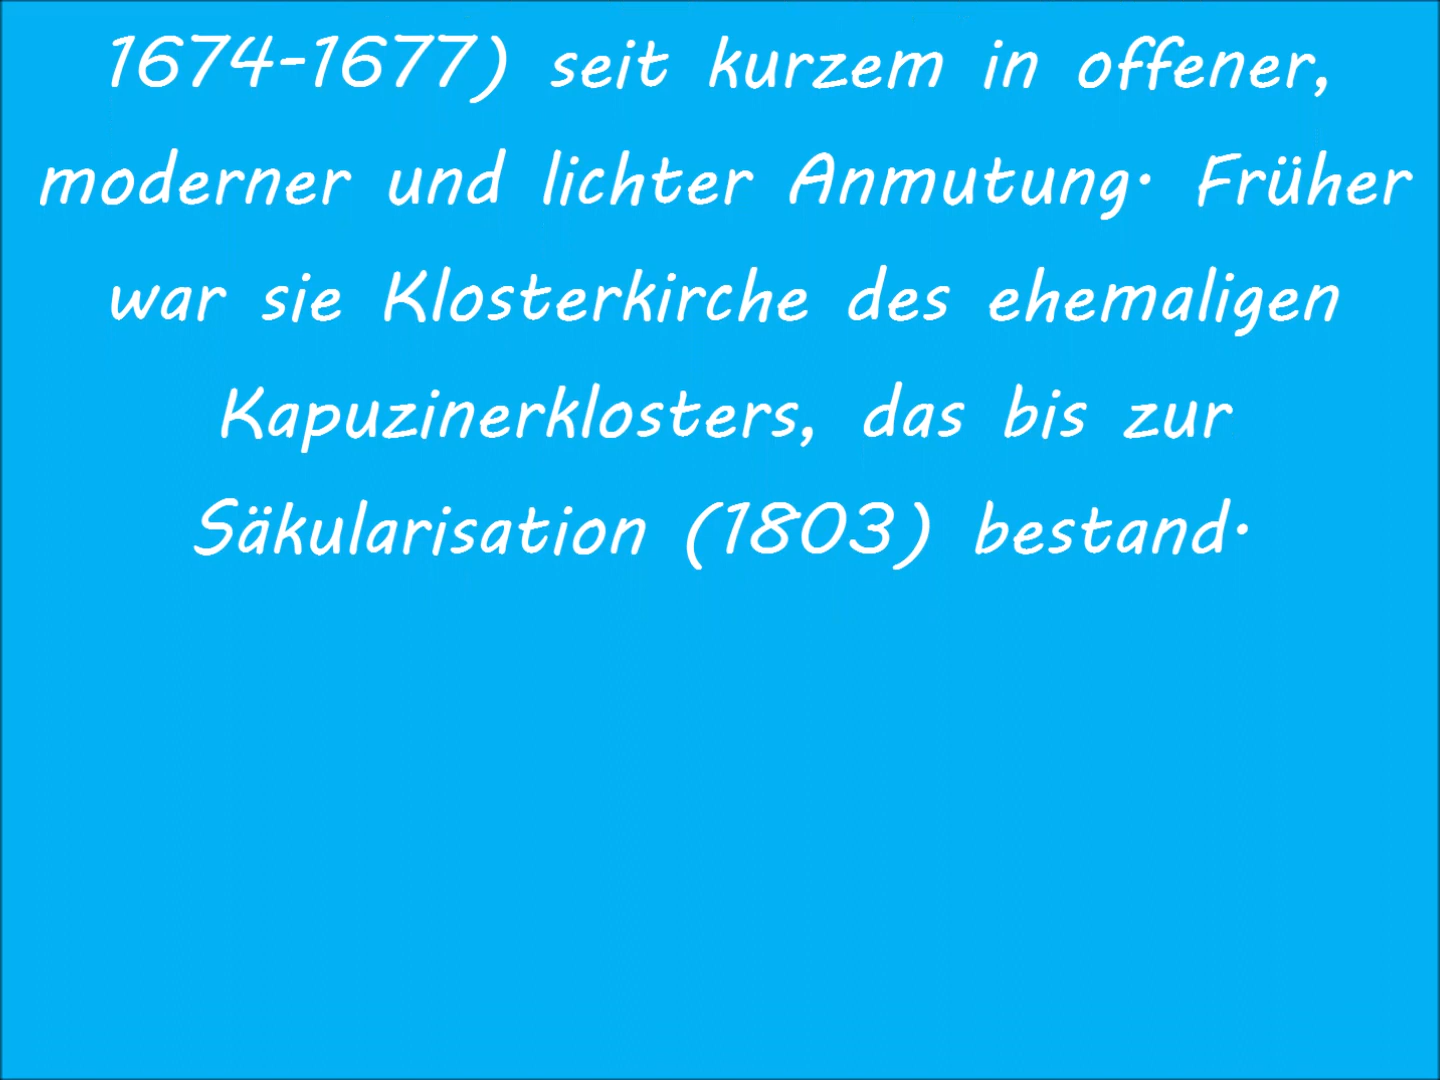 1674-1677) seit kurzem in offener,
moderner und lichter Anmutung. Früher
war sie Klosterkirche des ehemaligen
Kapuzinerklosters, das bis zur
Säkularisation (1803) bestand.